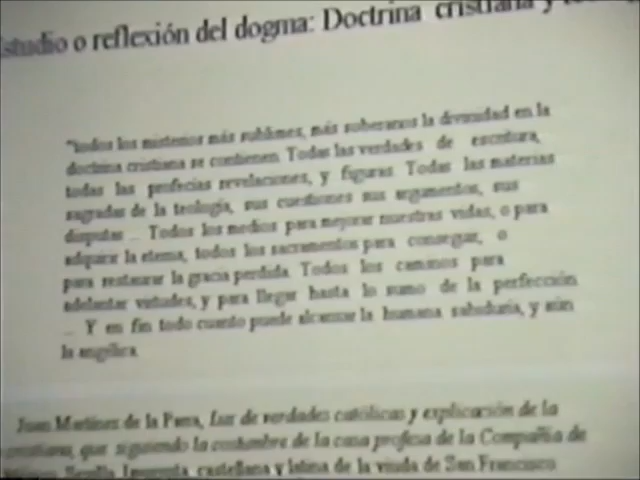 Estudio o reflexión del dogma: Doctrina cristiana y
"todos los misterios más sublimes, más soberanos la divinidad en la
doctrina cristiana se contienen. Todas las verdades de escritura,
todas las profecías revelaciones, y figuras. Todas las materias
sagradas de la teología, sus cuestiones sus argumentos, sus
disputas ... Todos los medios para mejorar nuestras vidas, o para
adquirir la eterna, todos los sacramentos para conseguir, o
para restaurar la gracia perdida. Todos los caminos para
adelantar virtudes, y para llegar hasta lo sumo de la perfección
... Y en fin todo cuanto puede alcanzar la humana sabiduría, y aún
la angélica.
Juan Martínez de la Parra, Luz de verdades católicas y explicación de la
cristiana, que siguiendo la costumbre de la casa profesa de la Compañía de
Sevilla, Imprenta, castellana y latina de la viuda de San Francisco